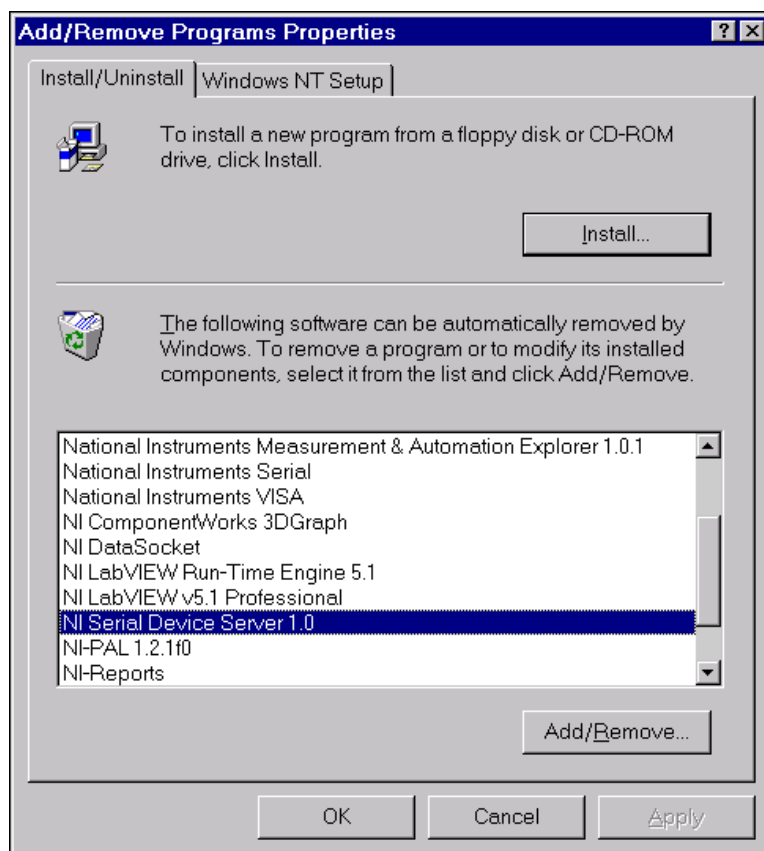 Add/Remove Programs Properties
Install/Uninstall
Windows NT Setup
To install a new program from a floppy disk or CD-ROM
drive, click Install.
Install...
The following software can be automatically removed by
Windows. To remove a program or to modify its installed
components, select it from the list and click Add/Remove.
National Instruments Measurement & Automation Explorer 1.0.1
National Instruments Serial
National Instruments VISA
NI ComponentWorks 3DGraph
NI DataSocket
NI LabVIEW Run-Time Engine 5.1
NI LabVIEW v5.1 Professional
NI Serial Device Server 1.0
NI-PAL 1.2.1f0
NI-Reports
Add/Remove...
OK
Cancel
Apply